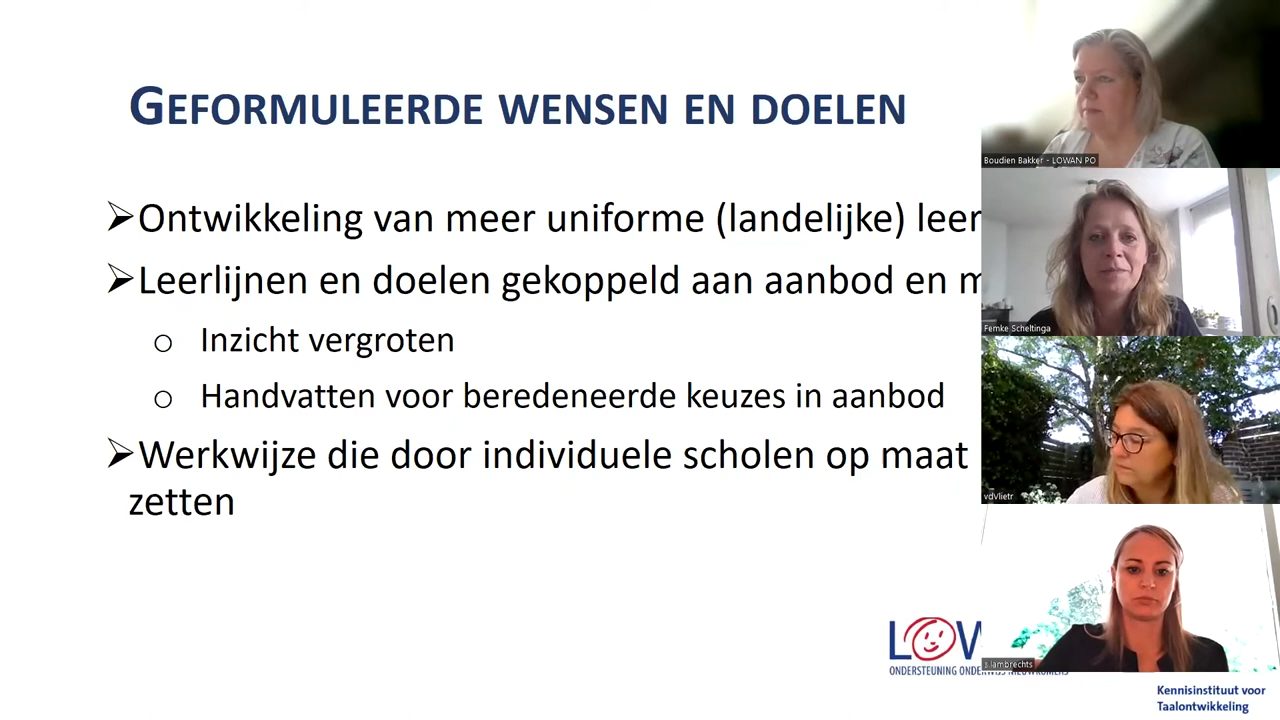 GEFORMULEERDE WENSEN EN DOELEN
Ontwikkeling van meer uniforme (landelijke) leer
Leerlijnen en doelen gekoppeld aan aanbod en m
Inzicht vergroten
Handvatten voor beredeneerde keuzes in aanbod
Werkwijze die door individuele scholen op maat
zetten
Boudien Bakker - LOWAN PO
Femke Scheltinga
vdVlietr
s.lambrechts
LOW
ONDERSTEUNING ONDERWIJS NIEUWKOMERS
Kennisinstituut voor
Taalontwikkeling